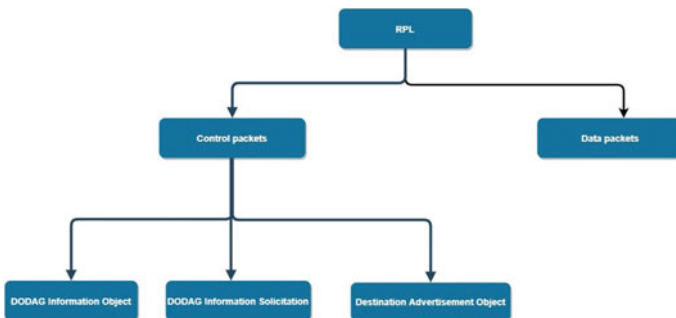 RPL
Control packets
Data packets
DODAG Information Object
DODAG Information Solicitation
Destination Advertisement Object